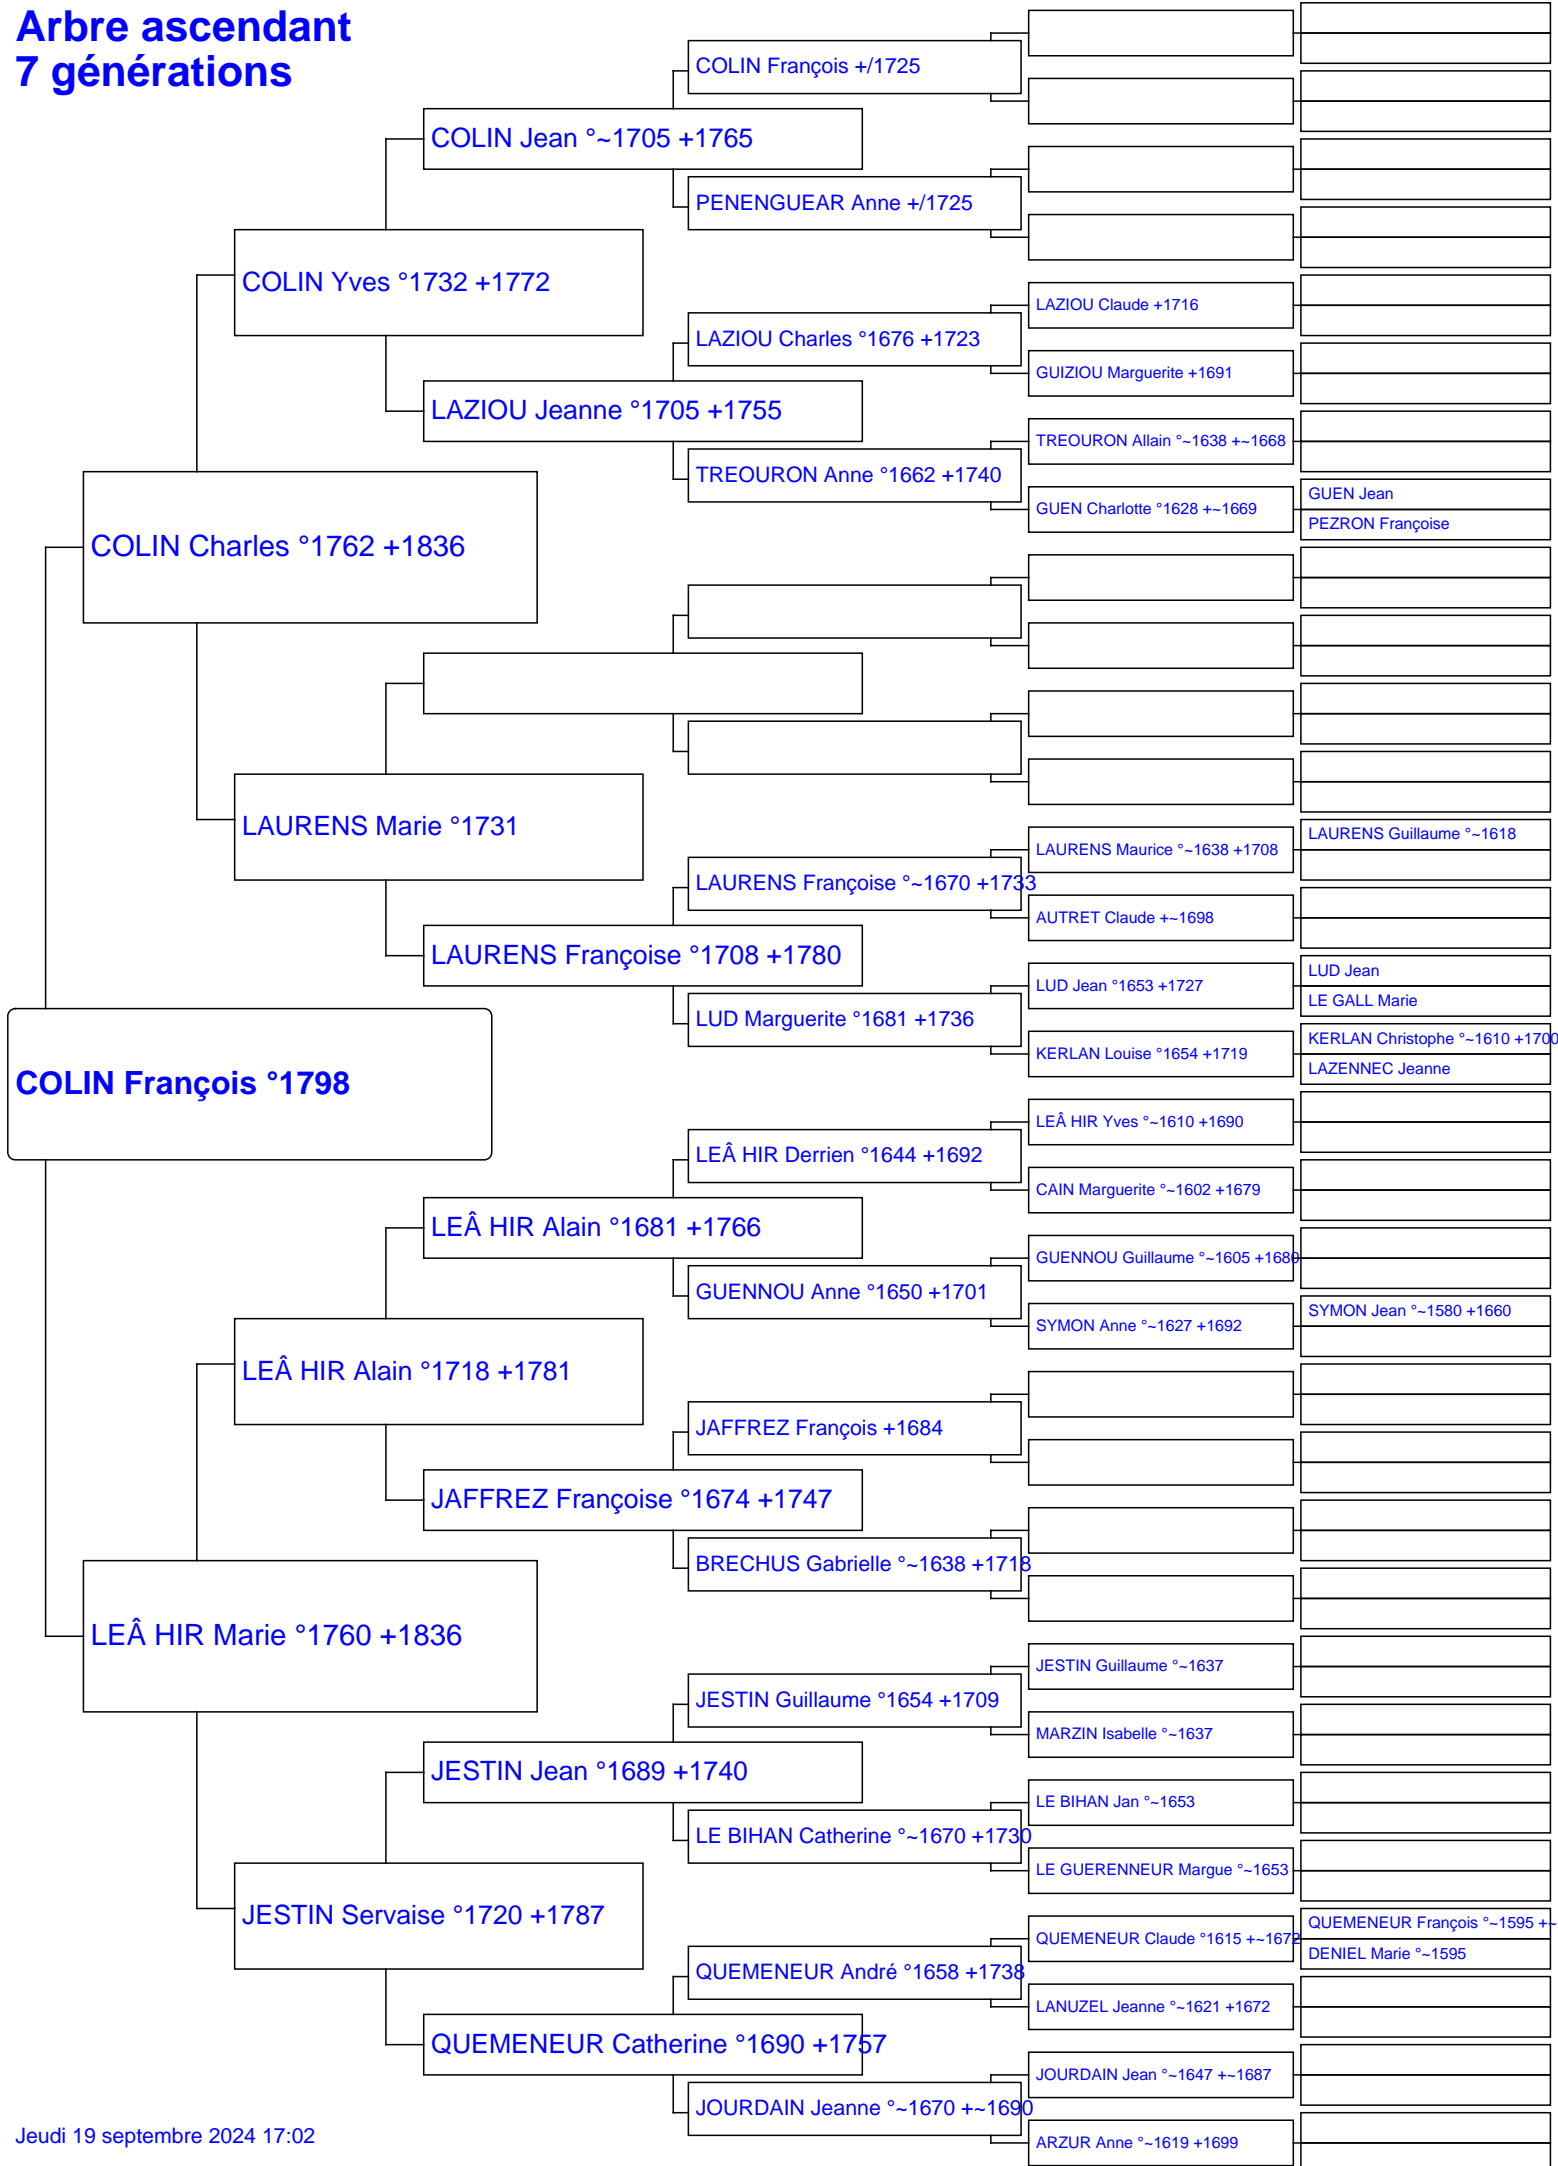 Arbre ascendant
7 générations
COLIN François +/1725
COLIN Jean °~1705 +1765
PENENGUEAR Anne +/1725
COLIN Yves °1732 +1772
LAZIOU Claude +1716
LAZIOU Charles °1676 +1723
GUIZIOU Marguerite +1691
LAZIOU Jeanne °1705 +1755
TREOURON Allain °~1638 +~1668
TREOURON Anne °1662 +1740
GUEN Jean
GUEN Charlotte °1628 +~1669
PEZRON Françoise
COLIN Charles °1762 +1836
LAURENS Marie °1731
LAURENS Guillaume °~1618
LAURENS Maurice °~1638 +1708
LAURENS Françoise °~1670 +1733
AUTRET Claude +~1698
LAURENS Françoise °1708 +1780
LUD Jean
LUD Jean °1653 +1727
LE GALL Marie
LUD Marguerite °1681 +1736
KERLAN Christophe °~1610 +1700
KERLAN Louise °1654 +1719
LAZENNEC Jeanne
COLIN François °1798
LEÂ HIR Yves °~1610 +1690
LEÂ HIR Derrien °1644 +1692
CAIN Marguerite °~1602 +1679
LEÂ HIR Alain °1681 +1766
GUENNOU Guillaume °~1605 +1680
GUENNOU Anne °1650 +1701
SYMON Jean °~1580 +1660
SYMON Anne °~1627 +1692
LEÂ HIR Alain °1718 +1781
JAFFREZ François +1684
JAFFREZ Françoise °1674 +1747
BRECHUS Gabrielle °~1638 +1718
LEÂ HIR Marie °1760 +1836
JESTIN Guillaume °~1637
JESTIN Guillaume °1654 +1709
MARZIN Isabelle °~1637
JESTIN Jean °1689 +1740
LE BIHAN Jan °~1653
LE BIHAN Catherine °~1670 +1730
LE GUERENNEUR Margue °~1653
JESTIN Servaise °1720 +1787
QUEMENEUR François °~1595 +~
QUEMENEUR Claude °1615 +~1672
DENIEL Marie °~1595
QUEMENEUR André °1658 +1738
LANUZEL Jeanne °~1621 +1672
QUEMENEUR Catherine °1690 +1757
JOURDAIN Jean °~1647 +~1687
JOURDAIN Jeanne °~1670 +~1690
ARZUR Anne °~1619 +1699
Jeudi 19 septembre 2024 17:02